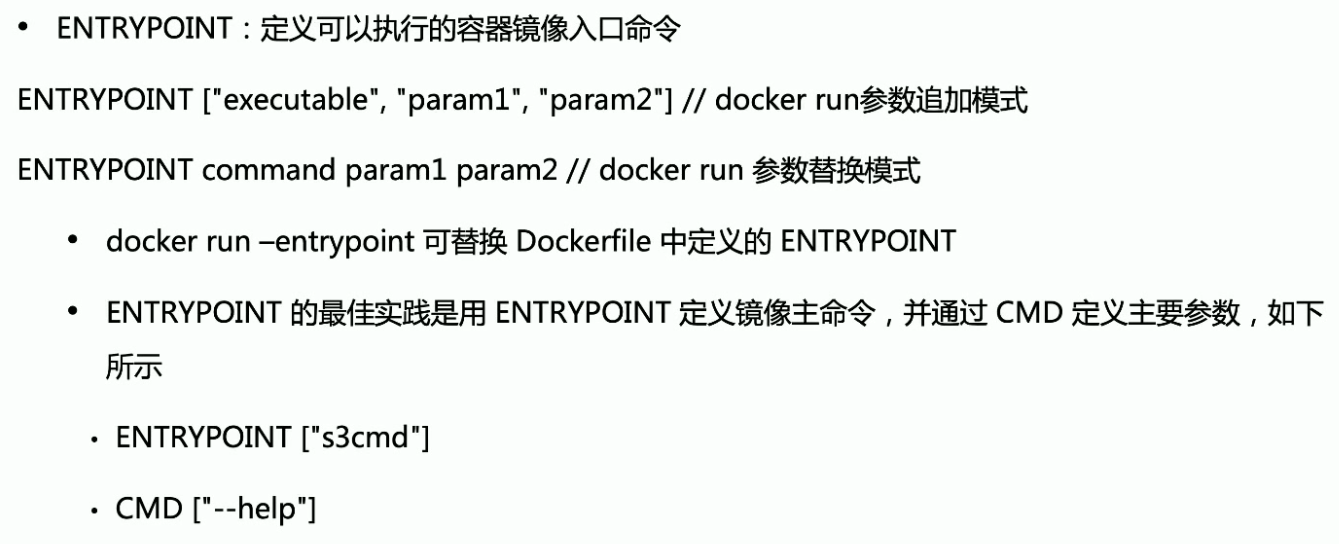 • ENTRYPOINT：定义可以执行的容器镜像入口命令
ENTRYPOINT ["executable", "param1", "param2"] // docker run参数追加模式
ENTRYPOINT command param1 param2 // docker run 参数替换模式
• docker run –entrypoint 可替换 Dockerfile 中定义的 ENTRYPOINT
• ENTRYPOINT 的最佳实践是用 ENTRYPOINT 定义镜像主命令，并通过 CMD 定义主要参数，如下
所示
• ENTRYPOINT ["s3cmd"]
• CMD ["--help"]